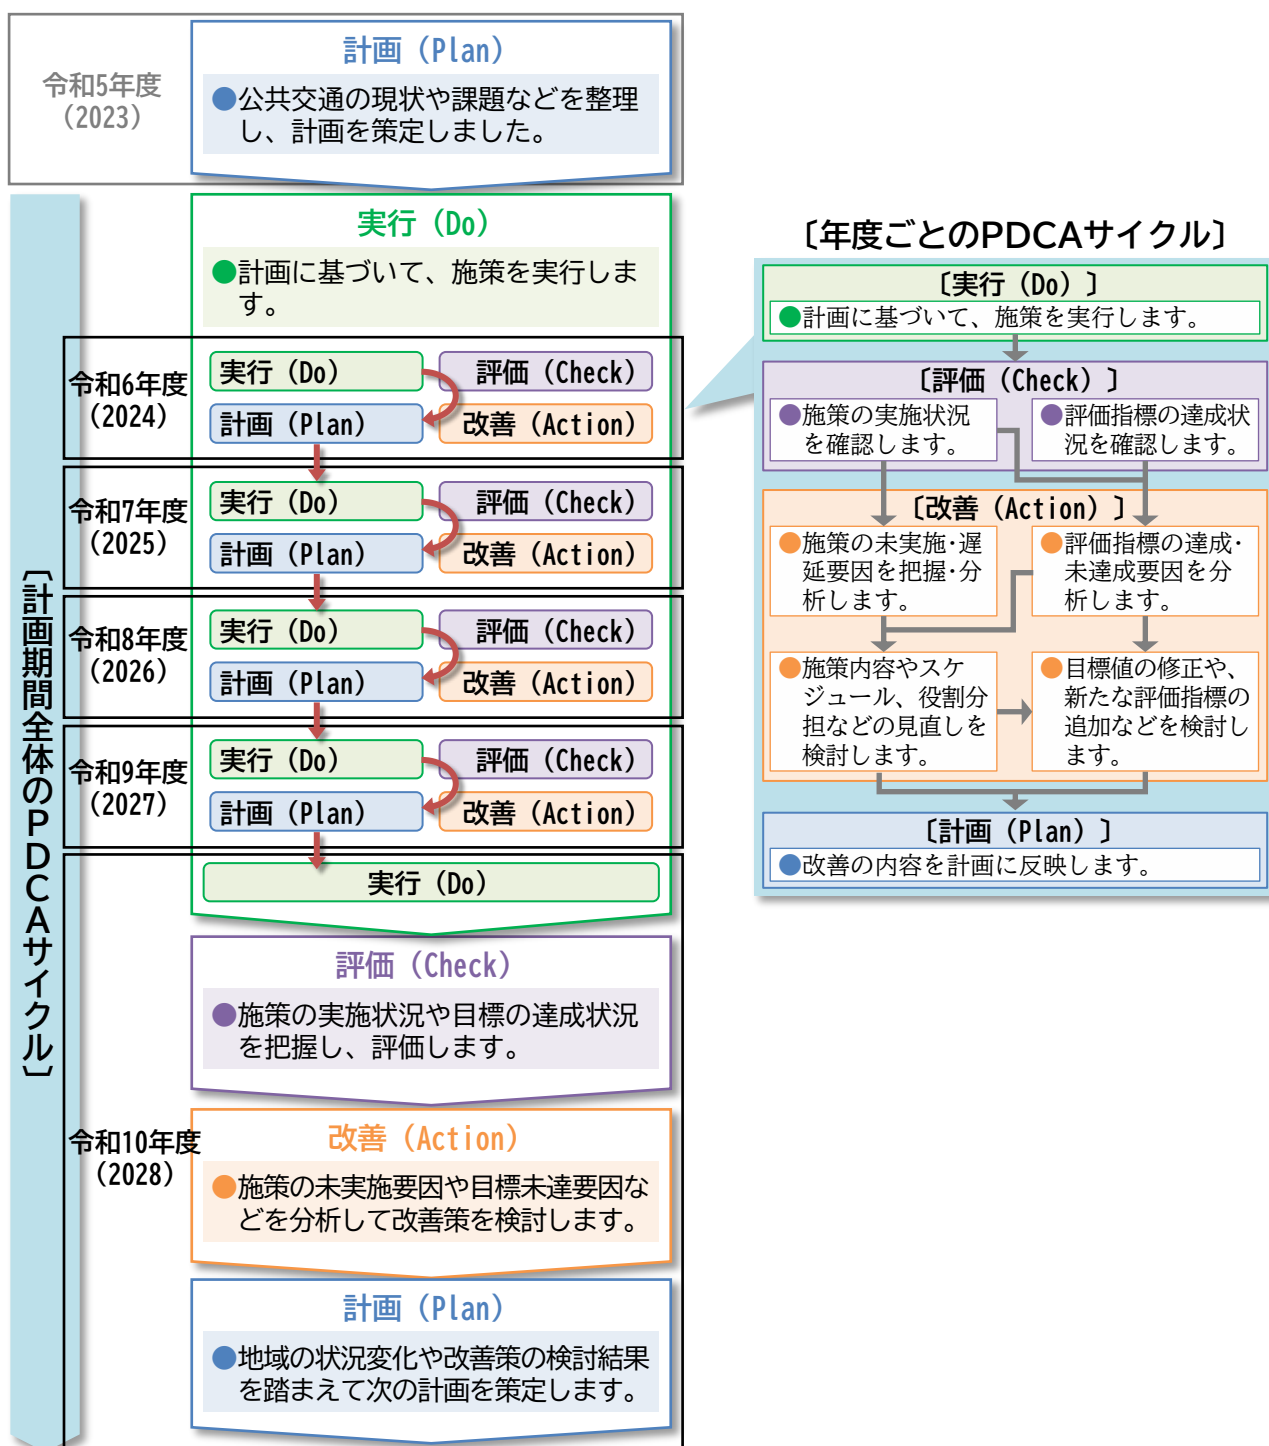 令和5年度
（2023）
計画（Plan）
●公共交通の現状や課題などを整理
し、計画を策定しました。
〔計画期間全体のＰＤＣＡサイクル〕
実行（Do）
●計画に基づいて、施策を実行しま
す。
令和6年度
（2024）
実行（Do）
評価（Check）
計画（Plan）
改善（Action）
令和7年度
（2025）
実行（Do）
評価（Check）
計画（Plan）
改善（Action）
令和8年度
（2026）
実行（Do）
評価（Check）
計画（Plan）
改善（Action）
令和9年度
（2027）
実行（Do）
評価（Check）
計画（Plan）
改善（Action）
令和10年度
（2028）
実行（Do）
評価（Check）
●施策の実施状況や目標の達成状況
を把握し、評価します。
改善（Action）
●施策の未実施要因や目標未達要因な
どを分析して改善策を検討します。
計画（Plan）
●地域の状況変化や改善策の検討結果
を踏まえて次の計画を策定します。
〔年度ごとのPDCAサイクル〕
〔実行（Do）〕
●計画に基づいて、施策を実行します。
〔評価（Check）〕
●施策の実施状況
を確認します。
●評価指標の達成状
況を確認します。
〔改善（Action）〕
●施策の未実施･遅
延要因を把握･分
析します。
●評価指標の達成･
未達成要因を分
析します。
●施策内容やスケ
ジュール、役割分
担などの見直しを
検討します。
●目標値の修正や、
新たな評価指標の
追加などを検討し
ます。
〔計画（Plan）〕
●改善の内容を計画に反映します。